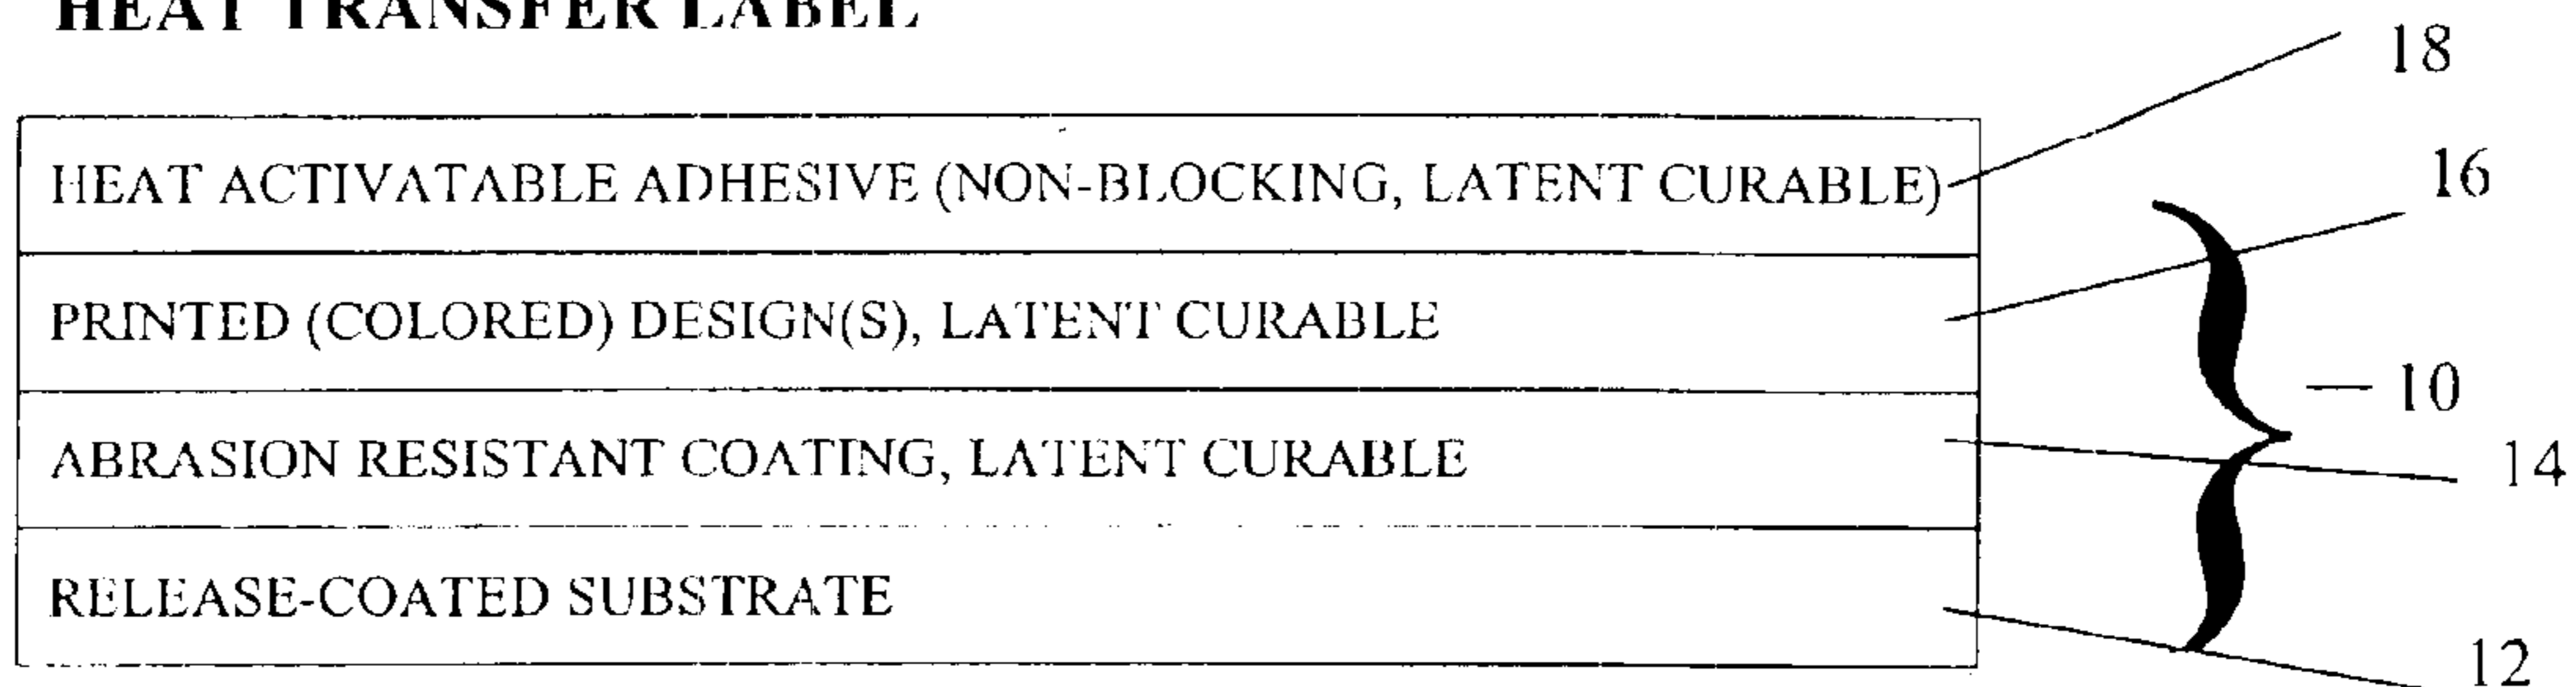 HEAT TRANSFER LABEL
18
HEAT ACTIVATABLE ADHESIVE (NON-BLOCKING, LATENT CURABLE)
16
PRINTED (COLORED) DESIGN(S), LATENT CURABLE
10
ABRASION RESISTANT COATING, LATENT CURABLE
14
RELEASE-COATED SUBSTRATE
12